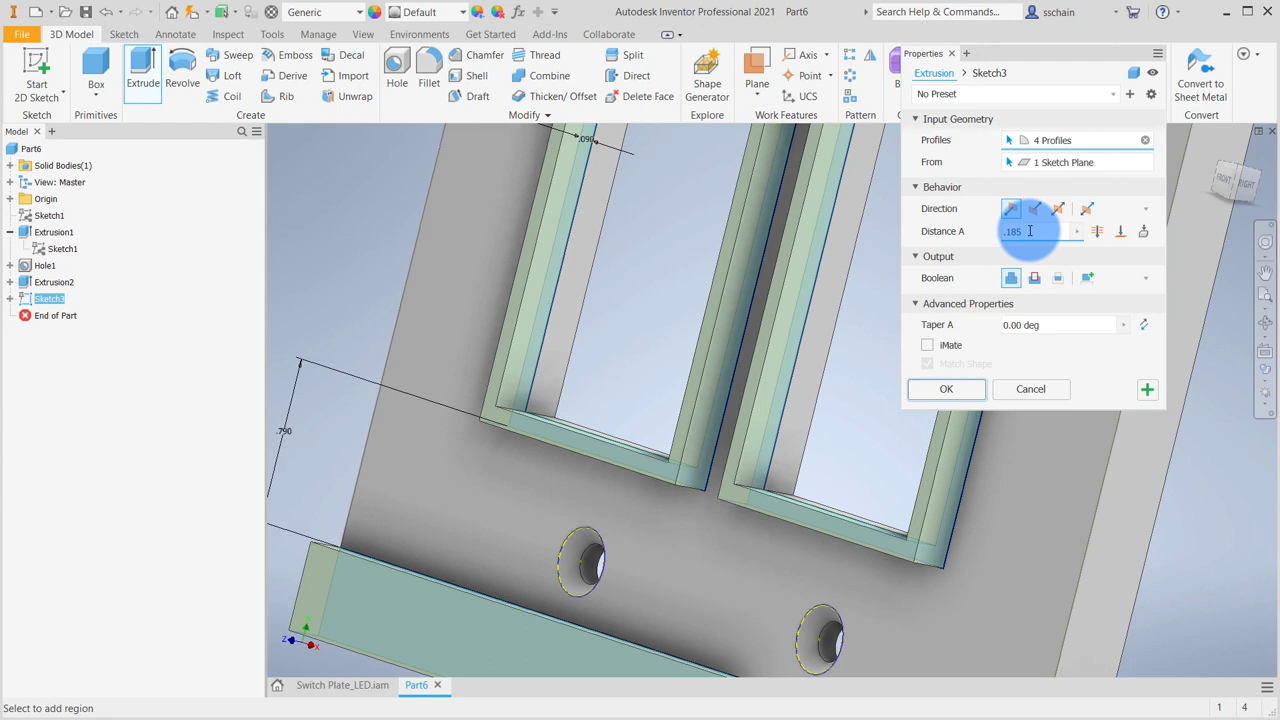 Generic
Default
Autodesk Inventor Professional 2021 Part6
Search Help & Commands...
sschain
File 3D Model Sketch Annotate Inspect Tools Manage View Environments Get Started Add-Ins Collaborate
Start
2D Sketch
Box
Extrude
Revolve
Sweep
Loft
Coil
Emboss
Derive
Rib
Decal
Import
Unwrap
Hole
Fillet
Chamfer
Shell
Draft
Thread
Combine
Thicken/ Offset
Split
Direct
Delete Face
Shape
Generator
Plane
Axis
Point
UCS
Convert to
Sheet Metal
Sketch Primitives Create Modify Explore Work Features Pattern Convert
Model
Part6
Solid Bodies(1)
View: Master
Origin
Sketch1
Extrusion1
Sketch1
Hole1
Extrusion2
Sketch3
End of Part
.090
.790
FRONT
RIGHT
Properties
Extrusion > Sketch3
No Preset
Input Geometry
Profiles 4 Profiles
From 1 Sketch Plane
Behavior
Direction
Distance A .185
Output
Boolean
Advanced Properties
Taper A 0.00 deg
iMate
Match Shape
OK Cancel
Z
X
Switch Plate_LED.iam Part6
Select to add region
1 4